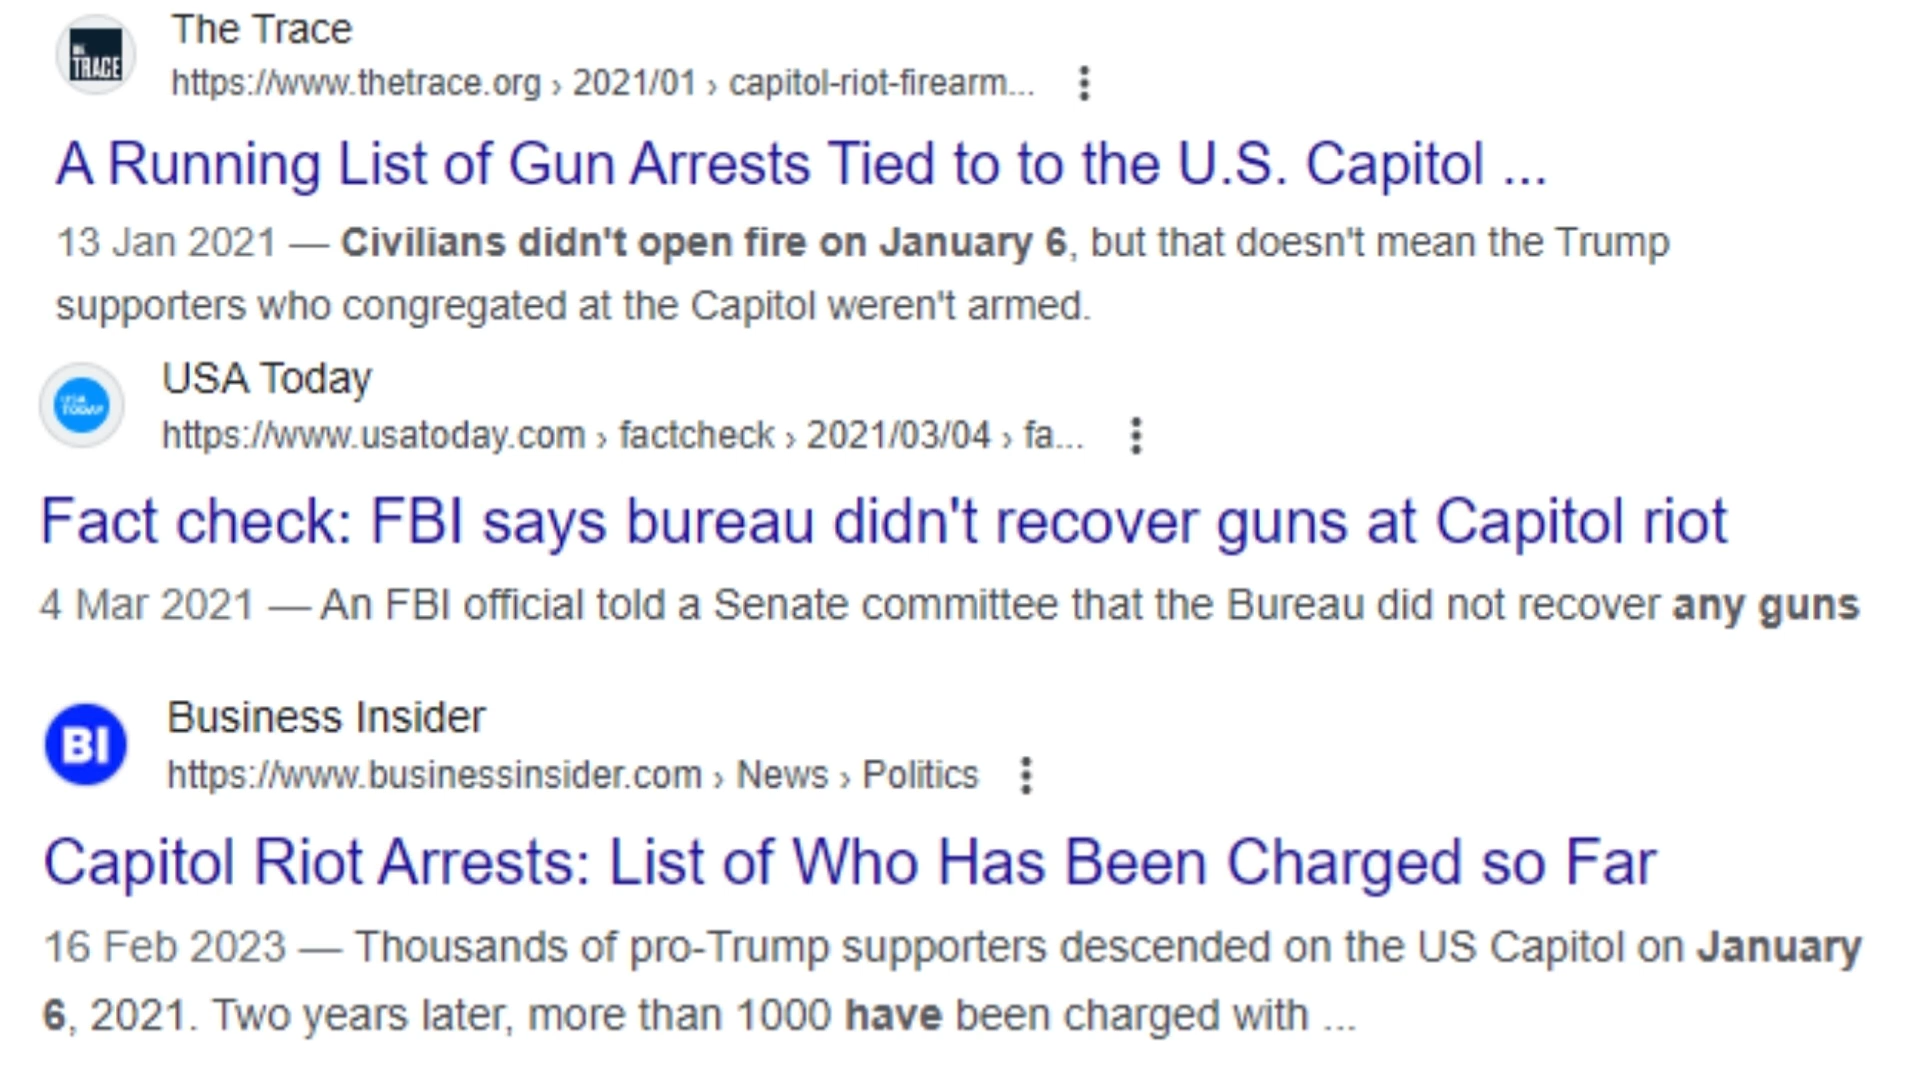 The Trace
THE TRACE
https://www.thetrace.org › 2021/01 › capitol-riot-firearm...
A Running List of Gun Arrests Tied to to the U.S. Capitol ...
13 Jan 2021 — Civilians didn't open fire on January 6, but that doesn't mean the Trump
supporters who congregated at the Capitol weren't armed.
USA Today
USA TODAY
https://www.usatoday.com › factcheck › 2021/03/04 › fa...
Fact check: FBI says bureau didn't recover guns at Capitol riot
4 Mar 2021 — An FBI official told a Senate committee that the Bureau did not recover any guns
Business Insider
BI
https://www.businessinsider.com › News › Politics
Capitol Riot Arrests: List of Who Has Been Charged so Far
16 Feb 2023 — Thousands of pro-Trump supporters descended on the US Capitol on January
6, 2021. Two years later, more than 1000 have been charged with ...